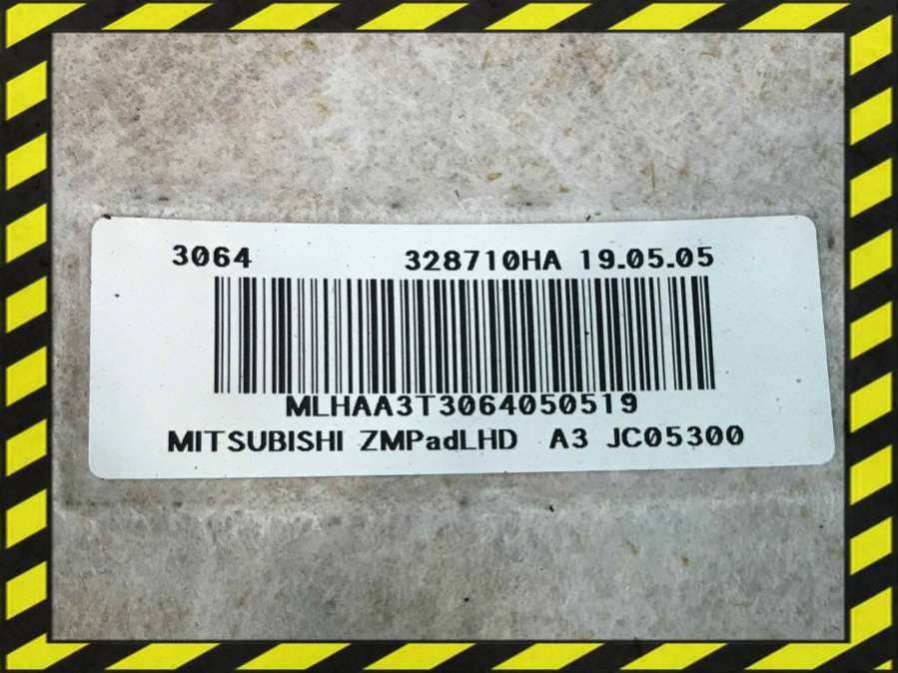 3064 328710HA 19.05.05
MLHAA3T3064050519
MITSUBISHI ZMPadLHD A3 JC05300